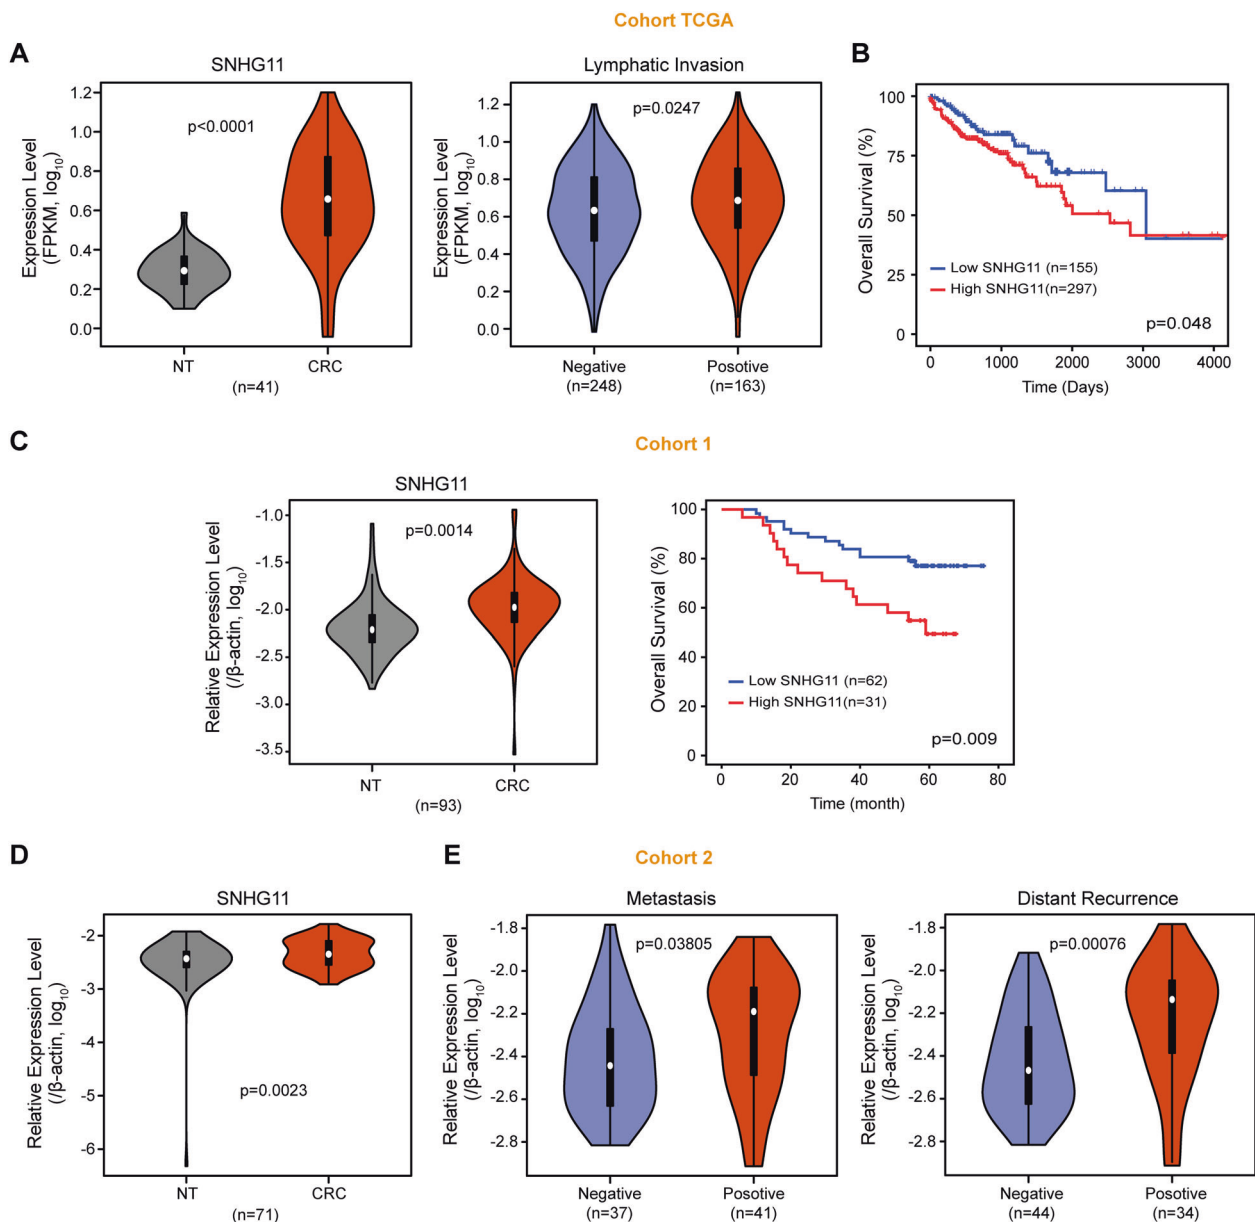 Cohort TCGA
A
SNHG11
Expression Level
(FPKM, log10)
1.2
1.0
0.8
0.6
0.4
0.2
0.0
p<0.0001
NT
CRC
(n=41)
Lymphatic Invasion
Expression Level
(FPKM, log10)
1.2
1.0
0.8
0.6
0.4
0.2
0.0
p=0.0247
Negative
(n=248)
Posotive
(n=163)
B
Overall Survival (%)
100
75
50
25
0
Low SNHG11 (n=155)
High SNHG11(n=297)
p=0.048
0 1000 2000 3000 4000
Time (Days)
C
Cohort 1
SNHG11
Relative Expression Level
(/β-actin, log10)
-1.0
-1.5
-2.0
-2.5
-3.0
-3.5
p=0.0014
NT
CRC
(n=93)
Overall Survival (%)
100
80
60
40
20
0
Low SNHG11 (n=62)
High SNHG11(n=31)
p=0.009
0 20 40 60 80
Time (month)
D
E
Cohort 2
SNHG11
Relative Expression Level
(/β-actin, log10)
-2
-3
-4
-5
-6
p=0.0023
NT
CRC
(n=71)
Metastasis
Relative Expression Level
(/β-actin, log10)
-1.8
-2.0
-2.2
-2.4
-2.6
-2.8
p=0.03805
Negative
(n=37)
Posotive
(n=41)
Distant Recurrence
Relative Expression Level
(/β-actin, log10)
-1.8
-2.0
-2.2
-2.4
-2.6
-2.8
p=0.00076
Negative
(n=44)
Posotive
(n=34)